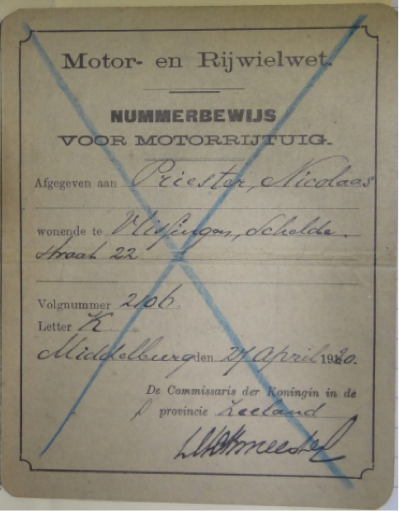 Motor- en Rijwielwet.
NUMMERBEWIJS
VOOR MOTORRIJTUIG.
Afgegeven aan Priester, Nicolaas
wonende te Vlissingen, Schelde-
straat 22
Volgnummer 2106.
Letter K
Middelburg den 27 April 1920.
De Commissaris der Koningin in de
provincie Zeeland